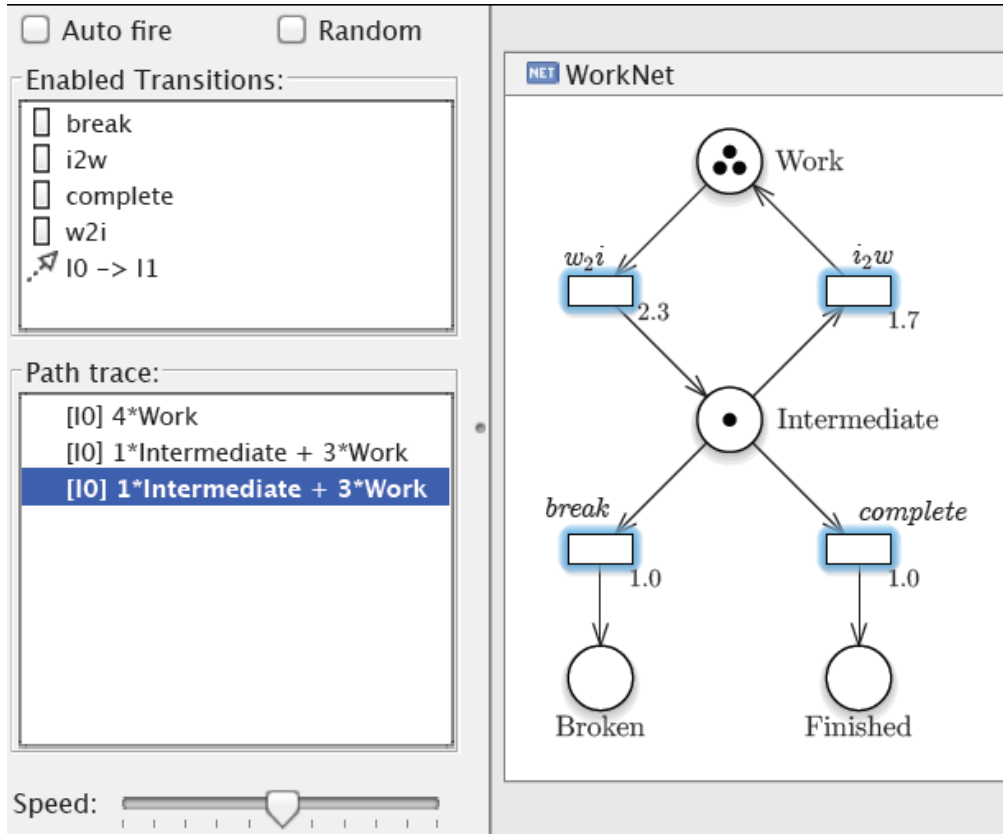 Auto fire
Random
Enabled Transitions:
break
i2w
complete
w2i
I0 -> I1
Path trace:
[I0] 4*Work
[I0] 1*Intermediate + 3*Work
[I0] 1*Intermediate + 3*Work
Speed:
NET WorkNet
Work
w₂i
i₂w
2.3
1.7
Intermediate
break
complete
1.0
1.0
Broken
Finished